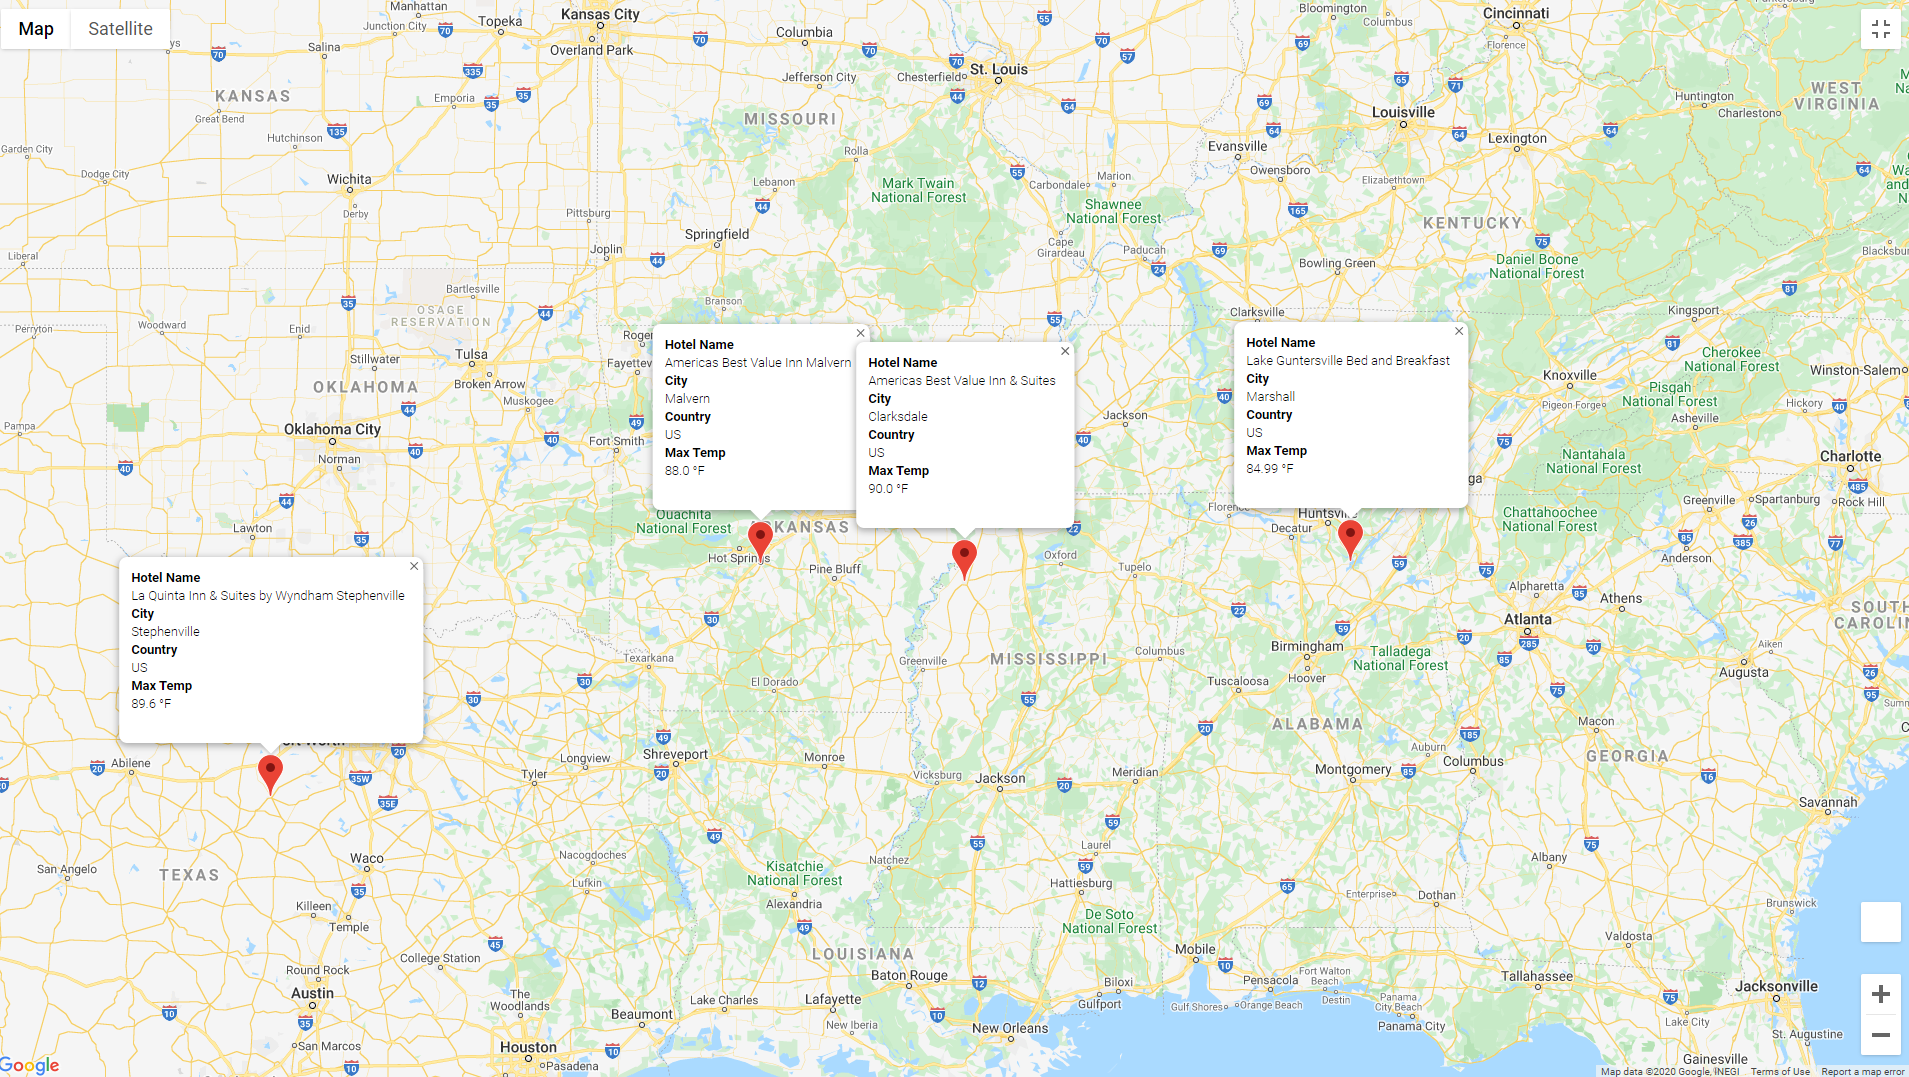 Map
Satellite
Hotel Name
Americas Best Value Inn Malvern
City
Malvern
Country
US
Max Temp
88.0 °F
Hotel Name
Americas Best Value Inn & Suites
City
Clarksdale
Country
US
Max Temp
90.0 °F
Hotel Name
Lake Guntersville Bed and Breakfast
City
Marshall
Country
US
Max Temp
84.99 °F
Hotel Name
La Quinta Inn & Suites by Wyndham Stephenville
City
Stephenville
Country
US
Max Temp
89.6 °F
Manhattan
Junction City
Topeka
Kansas City
Overland Park
Salina
KANSAS
Great Bend
Emporia
Hutchinson
Garden City
Dodge City
Wichita
Derby
Liberal
Pittsburg
Joplin
Springfield
Branson
Columbia
Jefferson City
Chesterfield
St. Louis
MISSOURI
Rolla
Lebanon
Mark Twain
National Forest
Carbondale
Marion
Shawnee
National Forest
Cape
Girardeau
Paducah
Bloomington
Columbus
Cincinnati
Florence
Louisville
Lexington
Evansville
Owensboro
Elizabethtown
KENTUCKY
Bowling Green
Daniel Boone
National Forest
Huntington
Charleston
WEST
VIRGINIA
Blacksburg
Kingsport
Clarksville
Cherokee
National Forest
Winston-Salem
Knoxville
Pisgah
National Forest
Pigeon Forge
Asheville
Hickory
Charlotte
Rock Hill
Nantahala
National Forest
Greenville
Spartanburg
Chattahoochee
National Forest
Anderson
Bartlesville
OSAGE
RESERVATION
Woodward
Perryton
Enid
Stillwater
Tulsa
Broken Arrow
OKLAHOMA
Muskogee
Pampa
Oklahoma City
Norman
Fort Smith
Lawton
Jackson
Ouachita
National Forest
Hot Springs
Pine Bluff
Oxford
Tupelo
Decatur
Alpharetta
Athens
Atlanta
SOUTH
Aiken
Augusta
Texarkana
El Dorado
Greenville
MISSISSIPPI
Columbus
Birmingham
Hoover
Talladega
National Forest
Tuscaloosa
ALABAMA
Macon
GEORGIA
Auburn
Columbus
Montgomery
Savannah
Abilene
Tyler
Longview
Shreveport
Monroe
Vicksburg
Jackson
Meridian
Waco
San Angelo
TEXAS
Killeen
Temple
Nacogdoches
Lufkin
Kisatchie
National Forest
Alexandria
Natchez
Laurel
Hattiesburg
De Soto
National Forest
Enterprise
Dothan
Albany
Brunswick
Valdosta
LOUISIANA
Mobile
College Station
Round Rock
Austin
San Marcos
The
Woodlands
Houston
Pasadena
Beaumont
Lake Charles
Lafayette
New Iberia
Baton Rouge
New Orleans
Biloxi
Gulfport
Gulf Shores
Orange Beach
Pensacola
Fort Walton
Beach
Destin
Panama
City Beach
Panama City
Tallahassee
Jacksonville
Lake City
St. Augustine
Gainesville
Google
Map data ©2020 Google, INEGI
Terms of Use
Report a map error